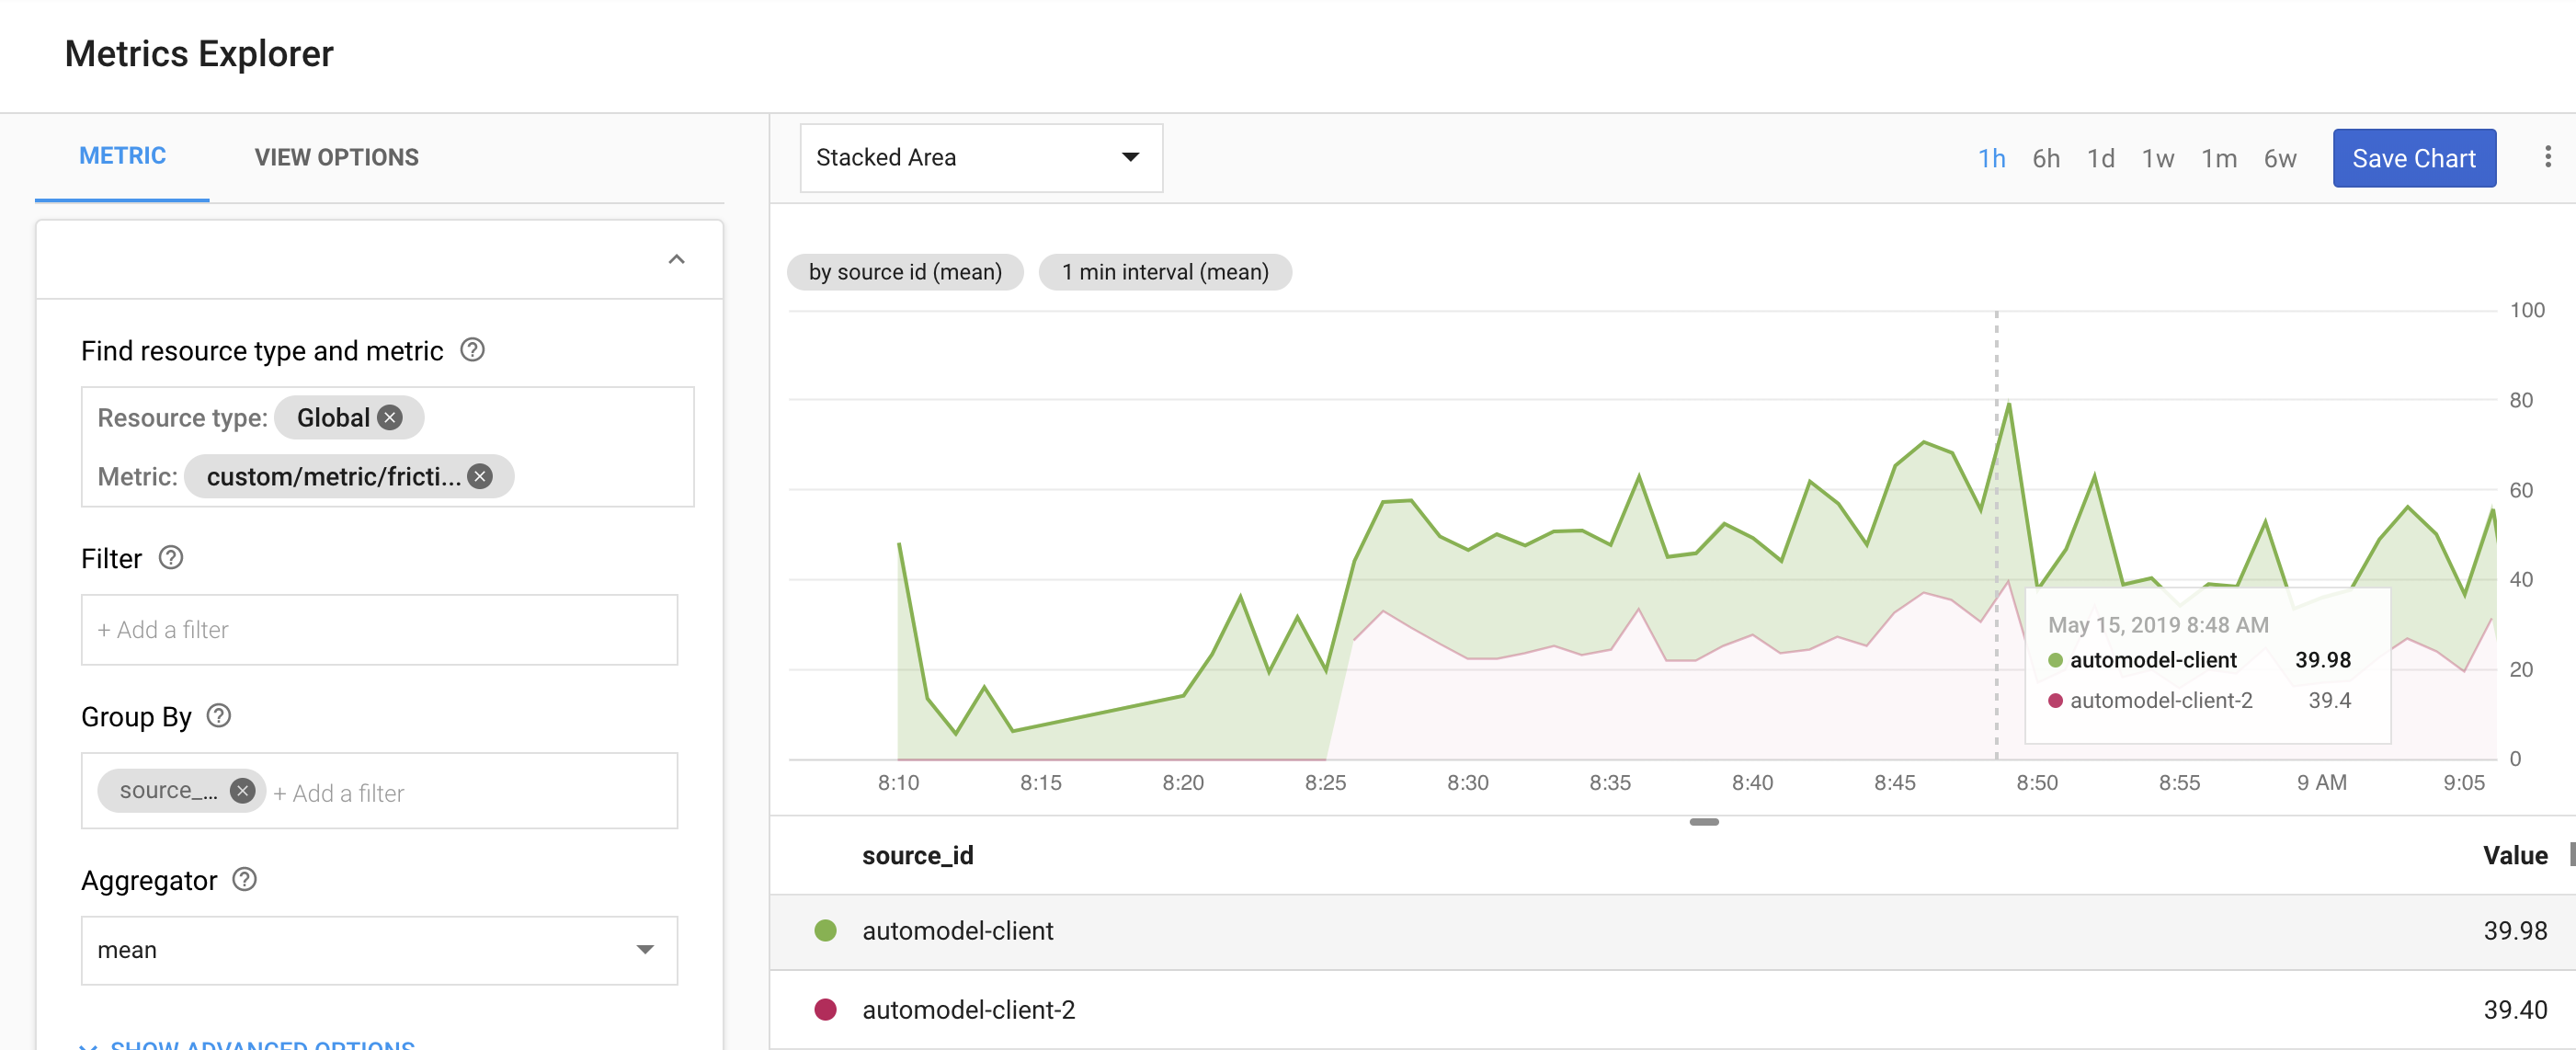 Metrics Explorer
METRIC VIEW OPTIONS
Find resource type and metric
Resource type: Global
Metric: custom/metric/fricti...
Filter
+ Add a filter
Group By
source_... + Add a filter
Aggregator
mean
SHOW ADVANCED OPTIONS
Stacked Area
1h 6h 1d 1w 1m 6w Save Chart
by source id (mean) 1 min interval (mean)
100
80
60
40
20
0
May 15, 2019 8:48 AM
automodel-client 39.98
automodel-client-2 39.4
8:10 8:15 8:20 8:25 8:30 8:35 8:40 8:45 8:50 8:55 9 AM 9:05
source_id Value
automodel-client 39.98
automodel-client-2 39.40